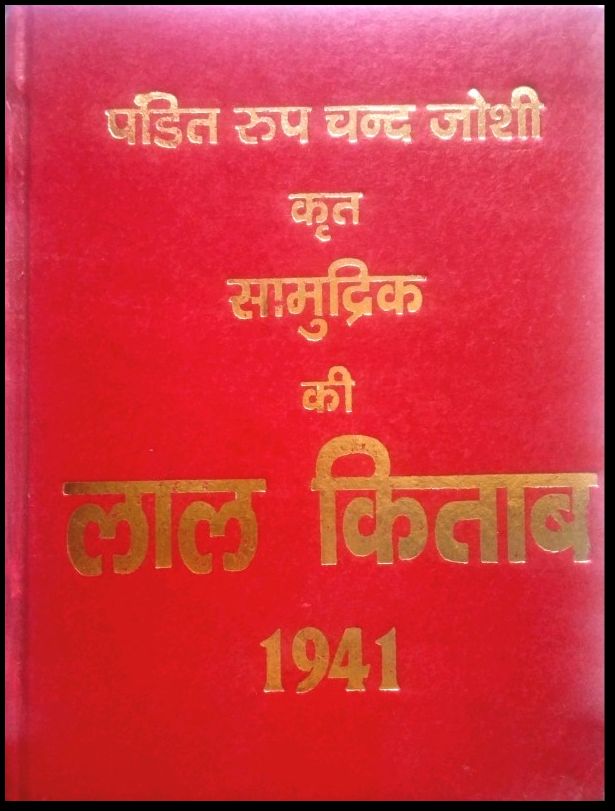 पंडित रुप चन्द जोशी
कृत
सामुद्रिक
की
लाल किताब
1941